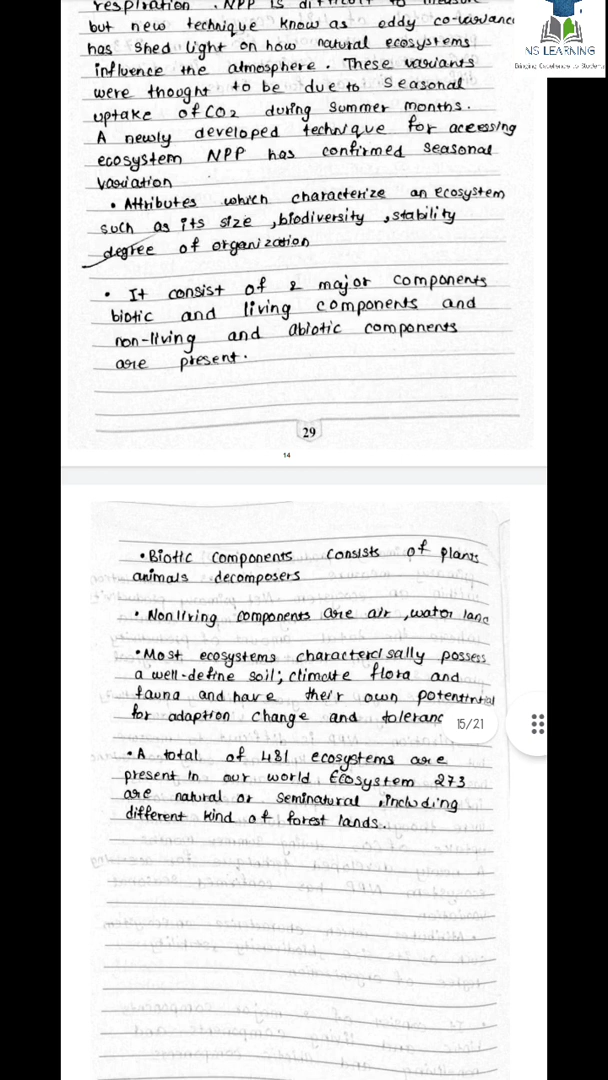 respiration . NPP is difficult to measure
but new technique know as eddy co-variance
has shed light on how natural ecosystems
influence the atmosphere. These variants
were thought to be due to seasonal
uptake of CO2 during summer months.
A newly developed technique for acessing
ecosystem NPP has confirmed seasonal
variation
• Attributes which characterize an ecosystem
such as its size , biodiversity , stability
degree of organization
• It consist of 2 major components
biotic and living components and
non-living and abiotic components
are present.
29
14
• Biotic components consists of plants
animals decomposers
• Nonliving components are air , water land
• Most ecosystems charactercisally possess
a well-define soil; climate flora and
fauna and have their own potentintal
for adaption change and toleranc
15/21
• A total of 481 ecosystems are
present in our world Ecosystem 273
are natural or seminatural , including
different kind of forest lands.
NS LEARNING
Bringing Excellence to Students